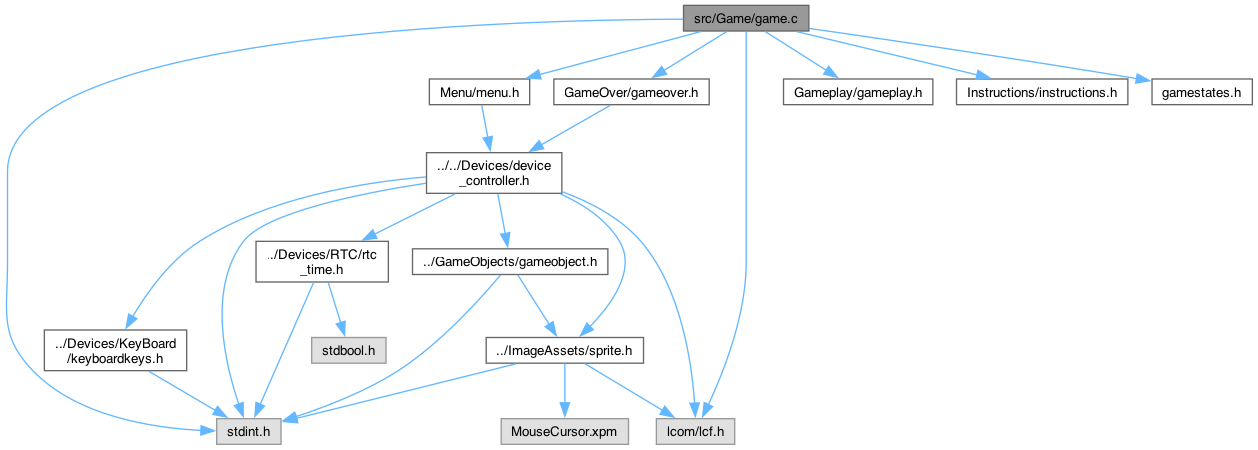 src/Game/game.c
Menu/menu.h
GameOver/gameover.h
Gameplay/gameplay.h
Instructions/instructions.h
gamestates.h
../../Devices/device
_controller.h
../Devices/RTC/rtc
_time.h
../GameObjects/gameobject.h
../Devices/KeyBoard
/keyboardkeys.h
stdbool.h
../ImageAssets/sprite.h
stdint.h
MouseCursor.xpm
lcom/lcf.h